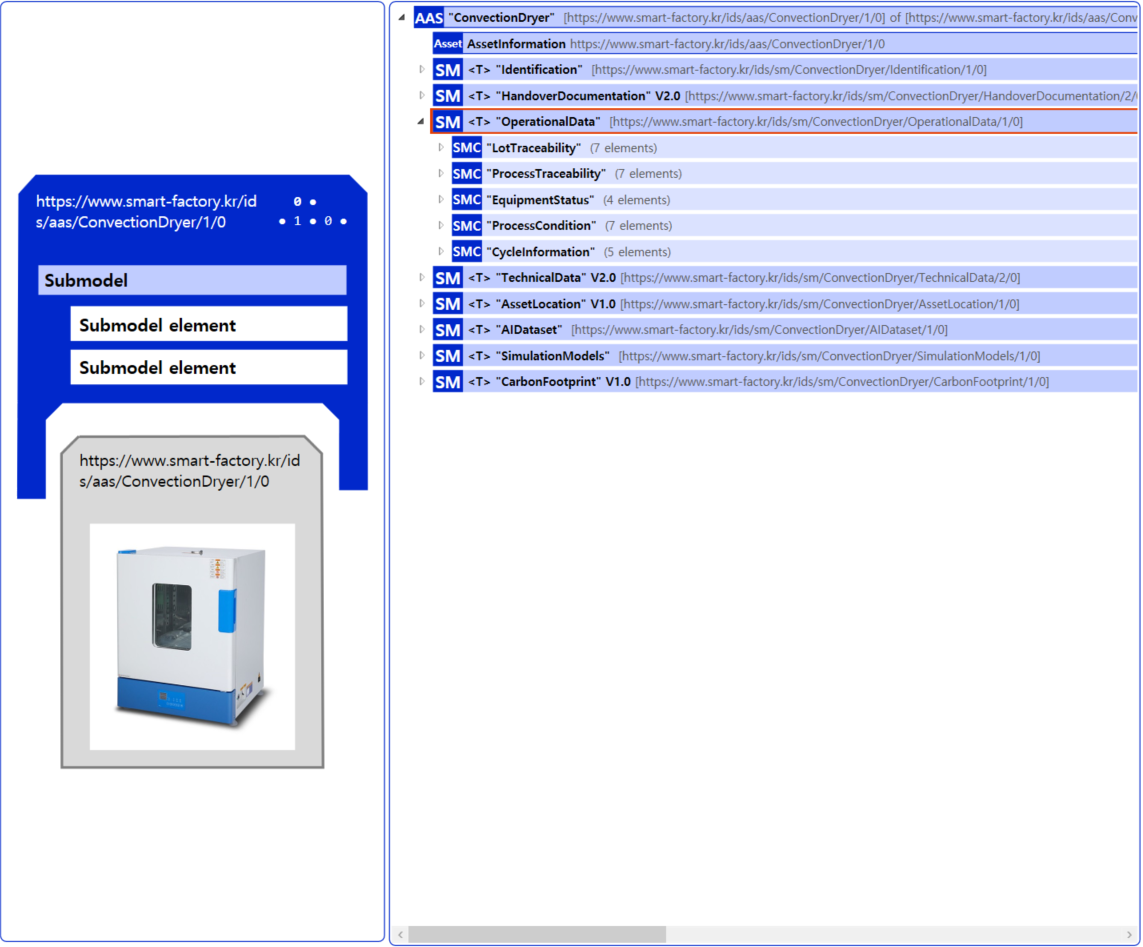 https://www.smart-factory.kr/id
s/aas/ConvectionDryer/1/0
0
1 0
Submodel
Submodel element
Submodel element
https://www.smart-factory.kr/id
s/aas/ConvectionDryer/1/0
AAS "ConvectionDryer" [https://www.smart-factory.kr/ids/aas/ConvectionDryer/1/0] of [https://www.smart-factory.kr/ids/aas/Conv
Asset AssetInformation https://www.smart-factory.kr/ids/aas/ConvectionDryer/1/0
SM <T> "Identification" [https://www.smart-factory.kr/ids/sm/ConvectionDryer/Identification/1/0]
SM <T> "HandoverDocumentation" V2.0 [https://www.smart-factory.kr/ids/sm/ConvectionDryer/HandoverDocumentation/2/
SM <T> "OperationalData" [https://www.smart-factory.kr/ids/sm/ConvectionDryer/OperationalData/1/0]
SMC "LotTraceability" (7 elements)
SMC "ProcessTraceability" (7 elements)
SMC "EquipmentStatus" (4 elements)
SMC "ProcessCondition" (7 elements)
SMC "CycleInformation" (5 elements)
SM <T> "TechnicalData" V2.0 [https://www.smart-factory.kr/ids/sm/ConvectionDryer/TechnicalData/2/0]
SM <T> "AssetLocation" V1.0 [https://www.smart-factory.kr/ids/sm/ConvectionDryer/AssetLocation/1/0]
SM <T> "AIDataset" [https://www.smart-factory.kr/ids/sm/ConvectionDryer/AIDataset/1/0]
SM <T> "SimulationModels" [https://www.smart-factory.kr/ids/sm/ConvectionDryer/SimulationModels/1/0]
SM <T> "CarbonFootprint" V1.0 [https://www.smart-factory.kr/ids/sm/ConvectionDryer/CarbonFootprint/1/0]